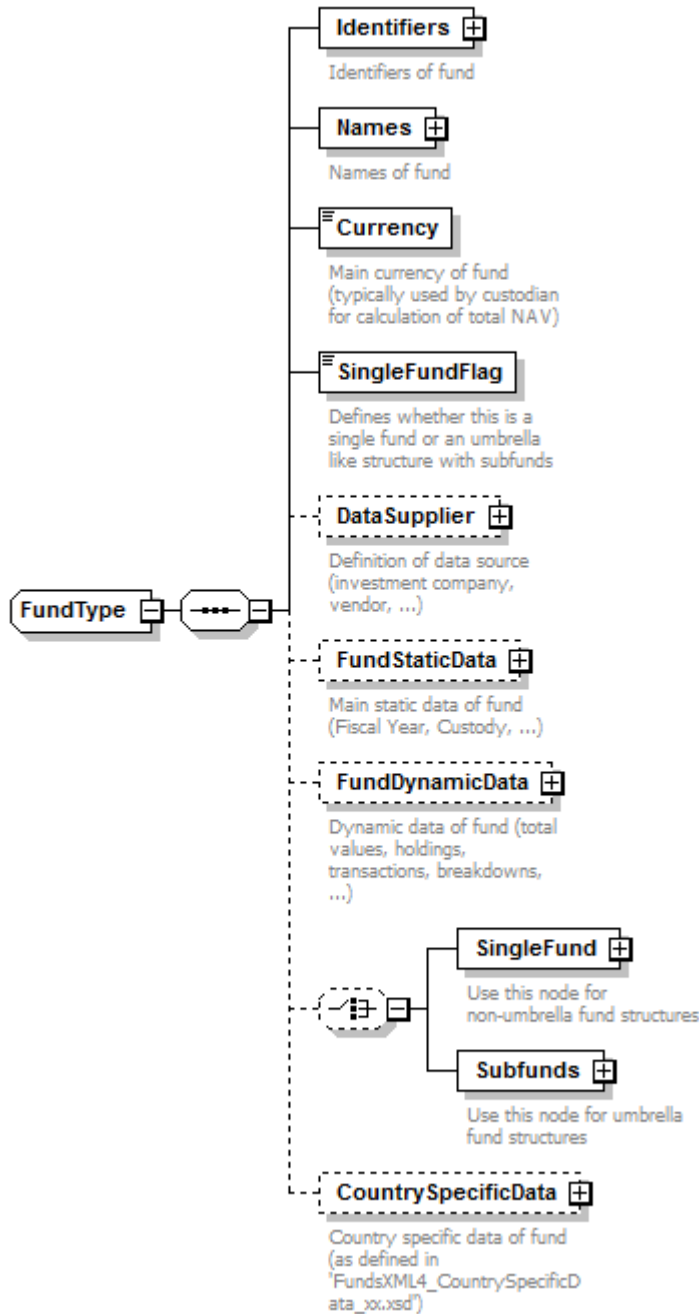 Identifiers
Identifiers of fund
Names
Names of fund
Currency
Main currency of fund
(typically used by custodian
for calculation of total NAV)
SingleFundFlag
Defines whether this is a
single fund or an umbrella
like structure with subfunds
DataSupplier
Definition of data source
(investment company,
vendor, ...)
FundType
FundStaticData
Main static data of fund
(Fiscal Year, Custody, ...)
FundDynamicData
Dynamic data of fund (total
values, holdings,
transactions, breakdowns,
...)
SingleFund
Use this node for
non-umbrella fund structures
Subfunds
Use this node for umbrella
fund structures
CountrySpecificData
Country specific data of fund
(as defined in
'FundsXML4_CountrySpecificD
ata_xx.xsd')